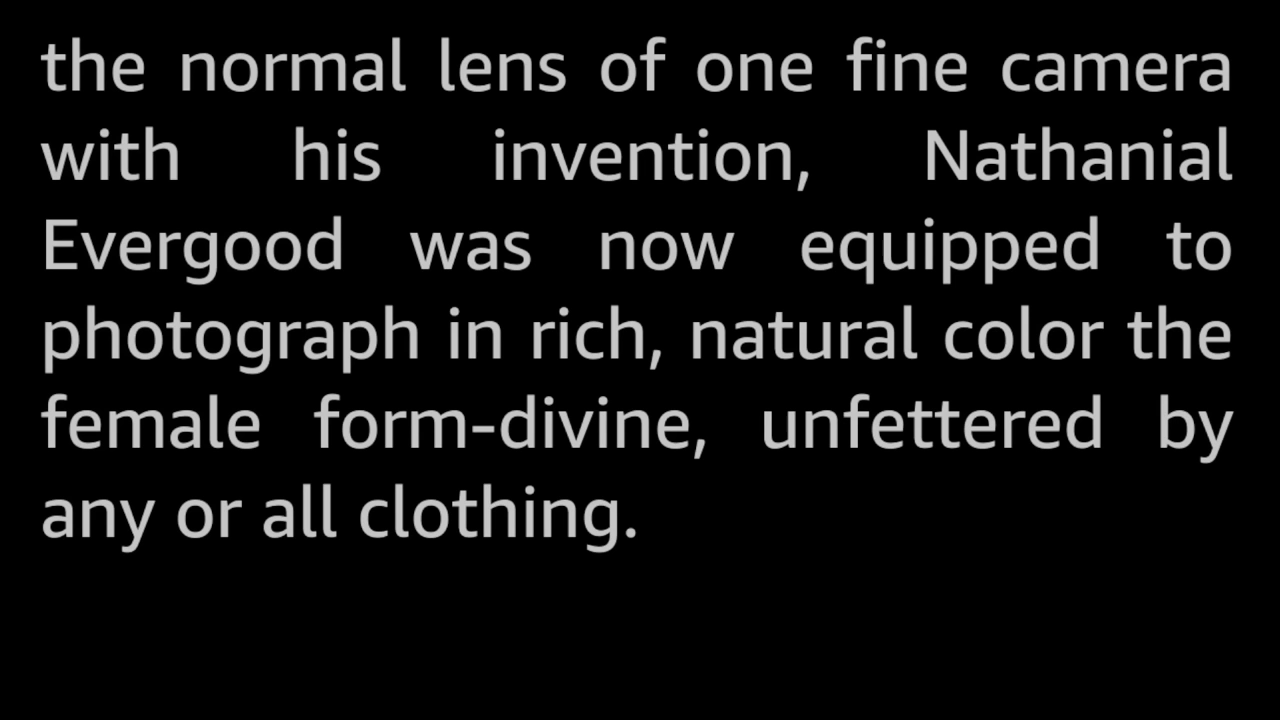 the normal lens of one fine camera
with his invention, Nathanial
Evergood was now equipped to
photograph in rich, natural color the
female form-divine, unfettered by
any or all clothing.